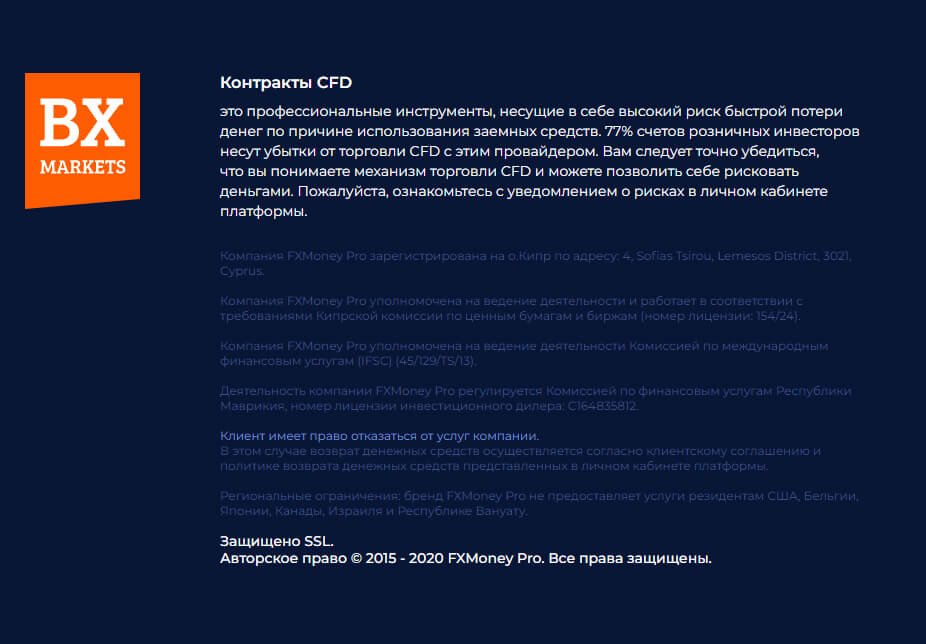 BX
MARKETS
Контракты CFD
это профессиональные инструменты, несущие в себе высокий риск быстрой потери
денег по причине использования заемных средств. 77% счетов розничных инвесторов
несут убытки от торговли CFD с этим провайдером. Вам следует точно убедиться,
что вы понимаете механизм торговли CFD и можете позволить себе рисковать
деньгами. Пожалуйста, ознакомьтесь с уведомлением о рисках в личном кабинете
платформы.
Компания FXMoney Pro зарегистрирована на о.Кипр по адресу: 4, Sofias Tsirou, Lemesos District, 3021,
Cyprus.
Компания FXMoney Pro уполномочена на ведение деятельности и работает в соответствии с
требованиями Кипрской комиссии по ценным бумагам и биржам (номер лицензии: 154/24).
Компания FXMoney Pro уполномочена на ведение деятельности Комиссией по международным
финансовым услугам (IFSC) (45/129/TS/13).
Деятельность компании FXMoney Pro регулируется Комиссией по финансовым услугам Республики
Маврикия, номер лицензии инвестиционного дилера: C164835812.
Клиент имеет право отказаться от услуг компании.
В этом случае возврат денежных средств осуществляется согласно клиентскому соглашению и
политике возврата денежных средств представленных в личном кабинете платформы.
Региональные ограничения: бренд FXMoney Pro не предоставляет услуги резидентам США, Бельгии,
Японии, Канады, Израиля и Республике Вануату.
Защищено SSL.
Авторское право © 2015 - 2020 FXMoney Pro. Все права защищены.